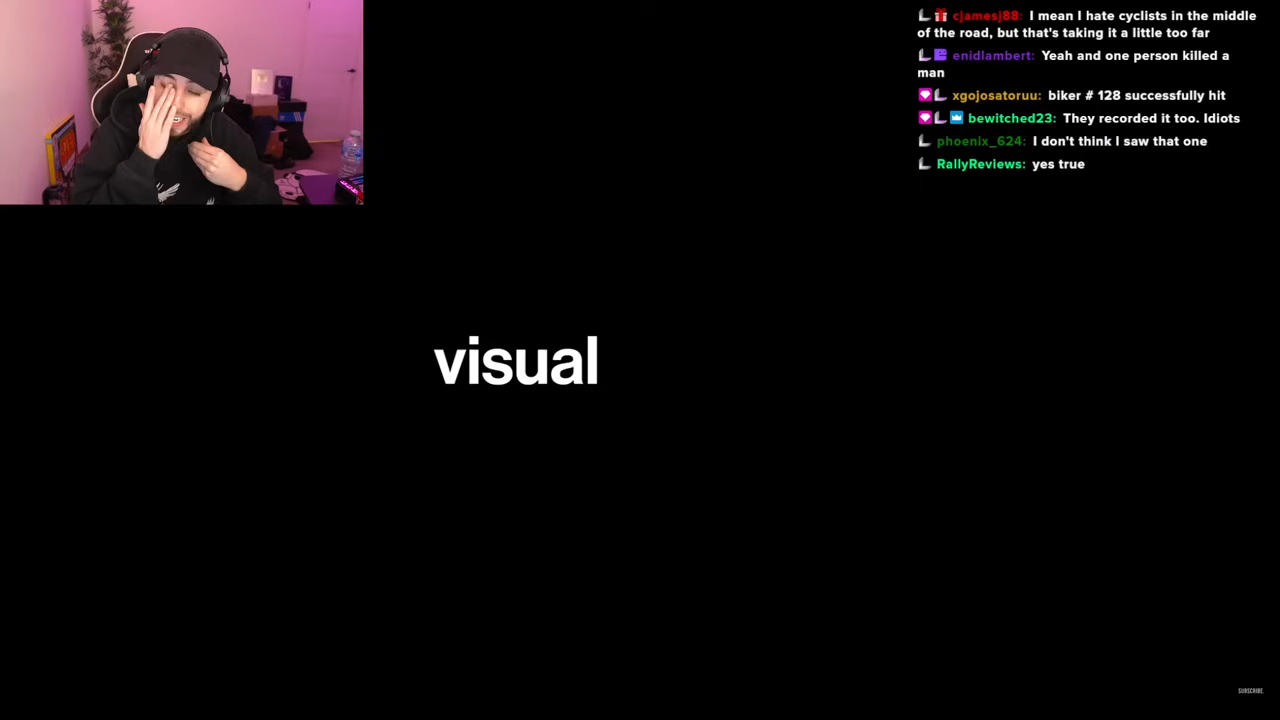 cjamesj88: I mean I hate cyclists in the middle
of the road, but that's taking it a little too far
enidlambert: Yeah and one person killed a
man
xgojosatoruu: biker # 128 successfully hit
bewitched23: They recorded it too. Idiots
phoenix_624: I don't think I saw that one
RallyReviews: yes true
visual
SUBSCRIBE.